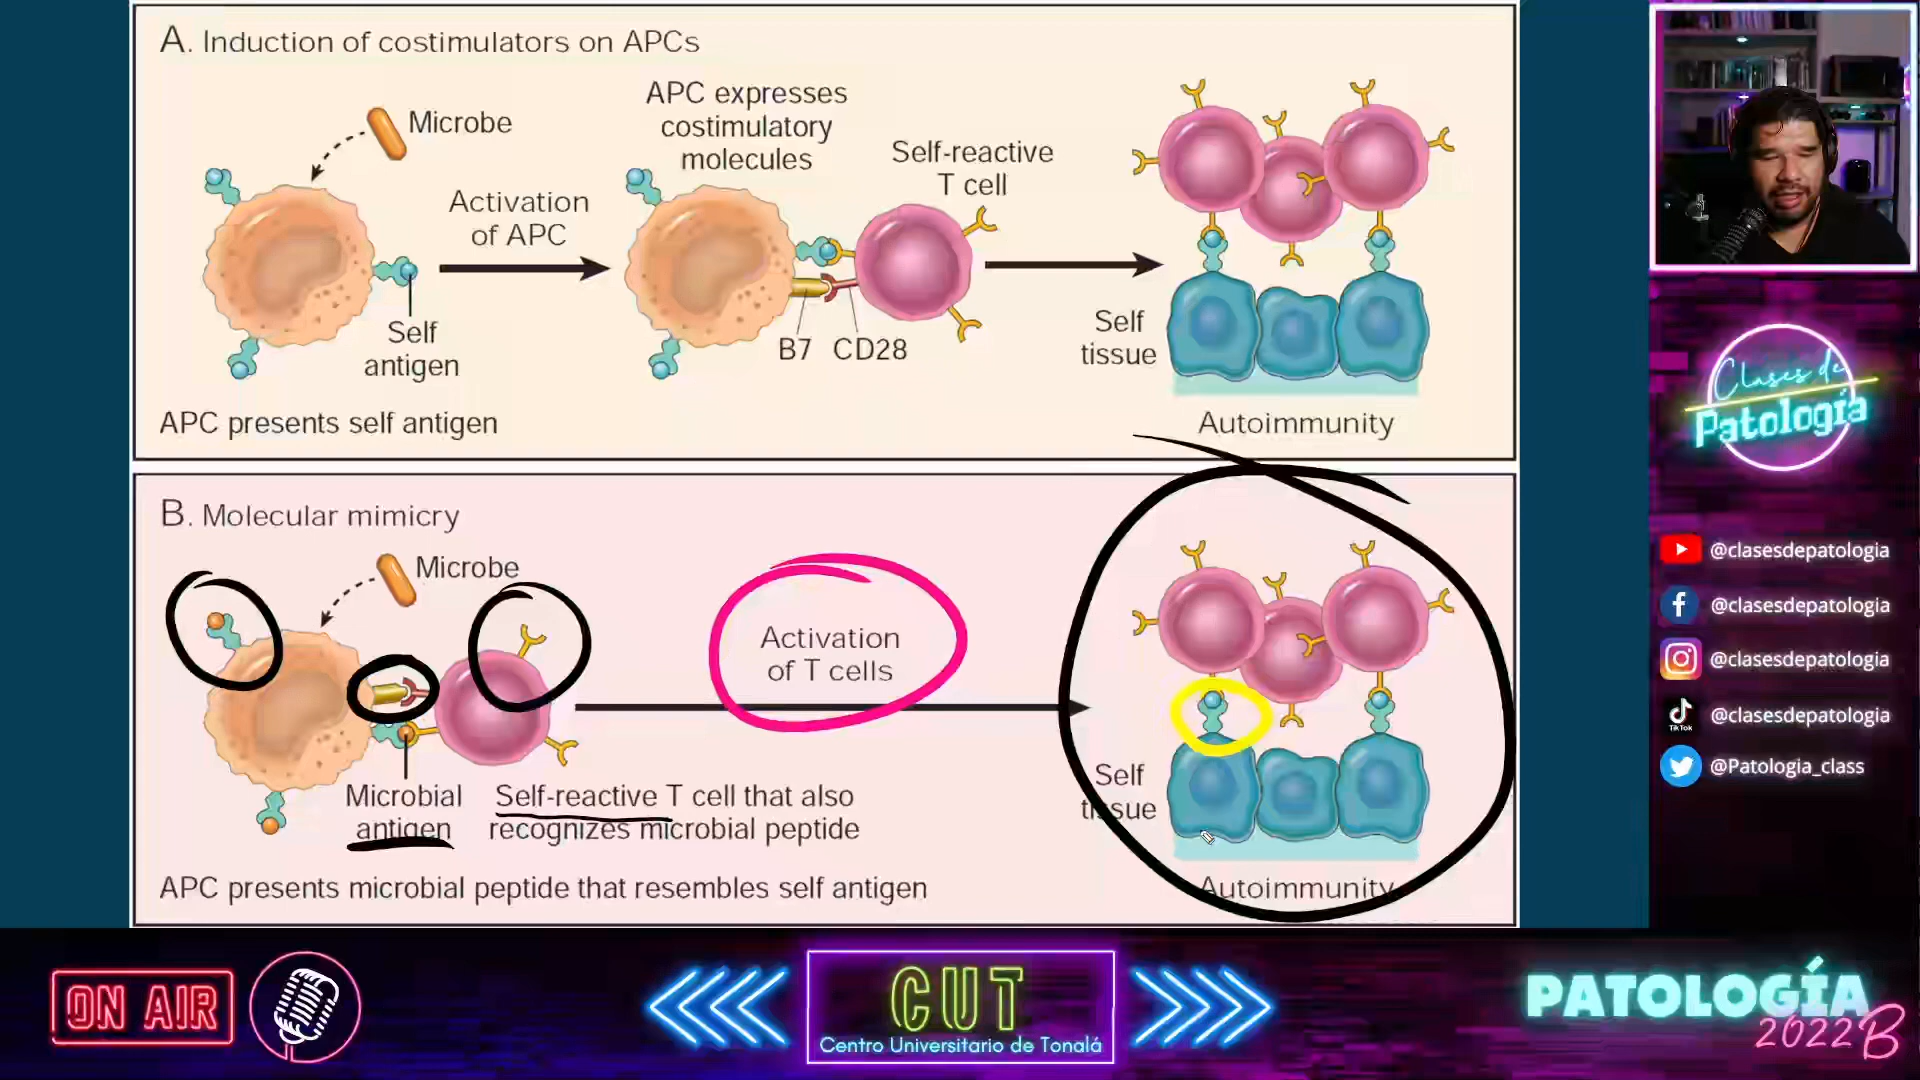 A. Induction of costimulators on APCs
Microbe
Activation
of APC
Self
antigen
APC presents self antigen
APC expresses
costimulatory
molecules
Self-reactive
T cell
B7 CD28
Self
tissue
Autoimmunity
B. Molecular mimicry
Microbe
Activation
of T cells
Microbial
antigen
Self-reactive T cell that also
recognizes microbial peptide
APC presents microbial peptide that resembles self antigen
Self
tissue
Autoimmunity
Clases de
Patología
@clasesdepatologia
@clasesdepatologia
@clasesdepatologia
TikTok
@clasesdepatologia
@Patologia_class
ON AIR
CUT
Centro Universitario de Tonalá
PATOLOGÍA
2022B